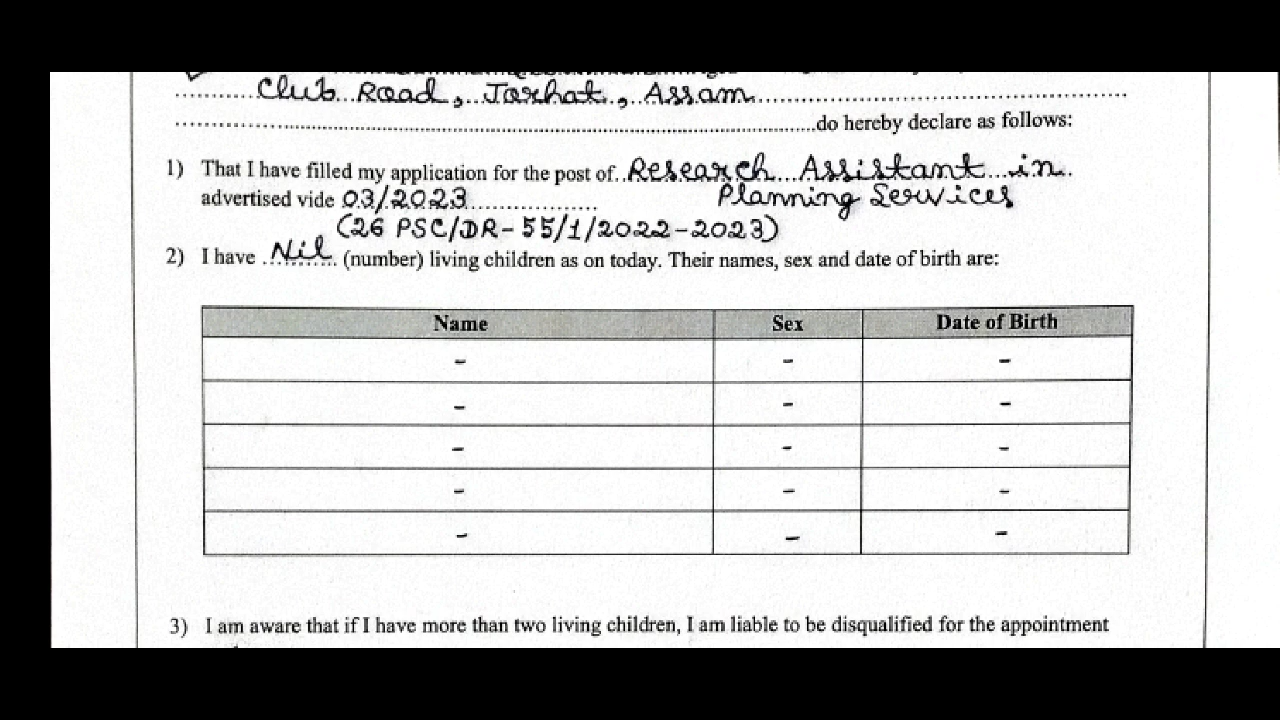 Club Road, Jorhat, Assam
do hereby declare as follows:
1) That I have filled my application for the post of Research Assistant in
advertised vide 03/2023 Planning Services
(26 PSC/DR-55/1/2022-2023)
2) I have Nil (number) living children as on today. Their names, sex and date of birth are:
Name Sex Date of Birth
- - -
- - -
- - -
- - -
- - -
3) I am aware that if I have more than two living children, I am liable to be disqualified for the appointment